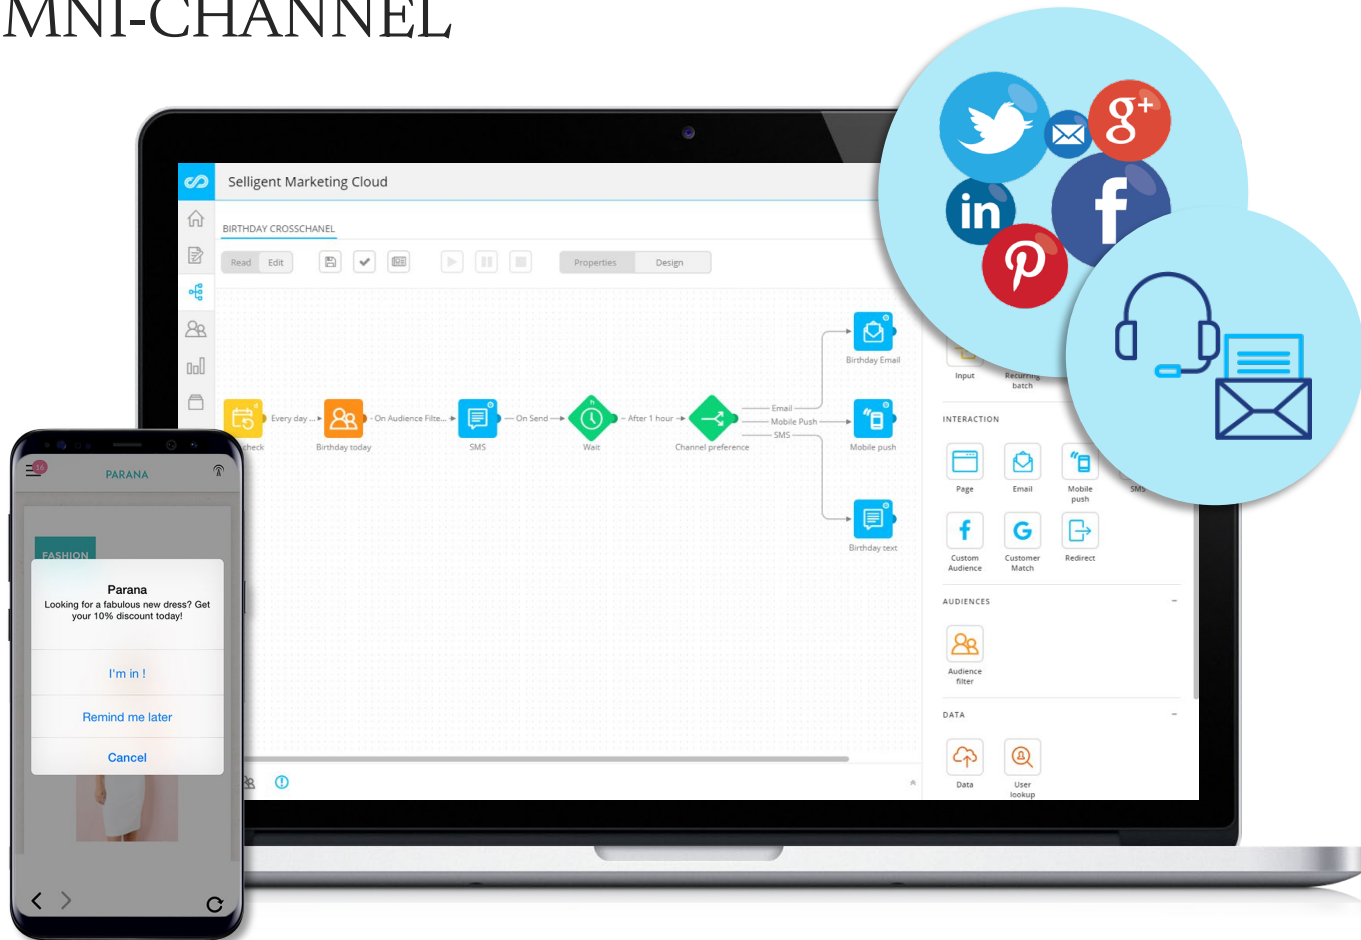 MNI-CHANNEL
Selligent Marketing Cloud
BIRTHDAY CROSSCHANEL
Read Edit
Properties Design
Every day ...
On Audience Filte...
On Send
After 1 hour
Email
Mobile Push
SMS
check
Birthday today
SMS
Wait
Channel preference
Birthday Email
Mobile push
Birthday text
Input
Recurring
batch
INTERACTION
Page
Email
Mobile
push
SMS
Custom
Audience
Customer
Match
Redirect
AUDIENCES
Audience
filter
DATA
Data
User
lookup
g+
in
f
16
PARANA
FASHION
Parana
Looking for a fabulous new dress? Get
your 10% discount today!
I'm in !
Remind me later
Cancel